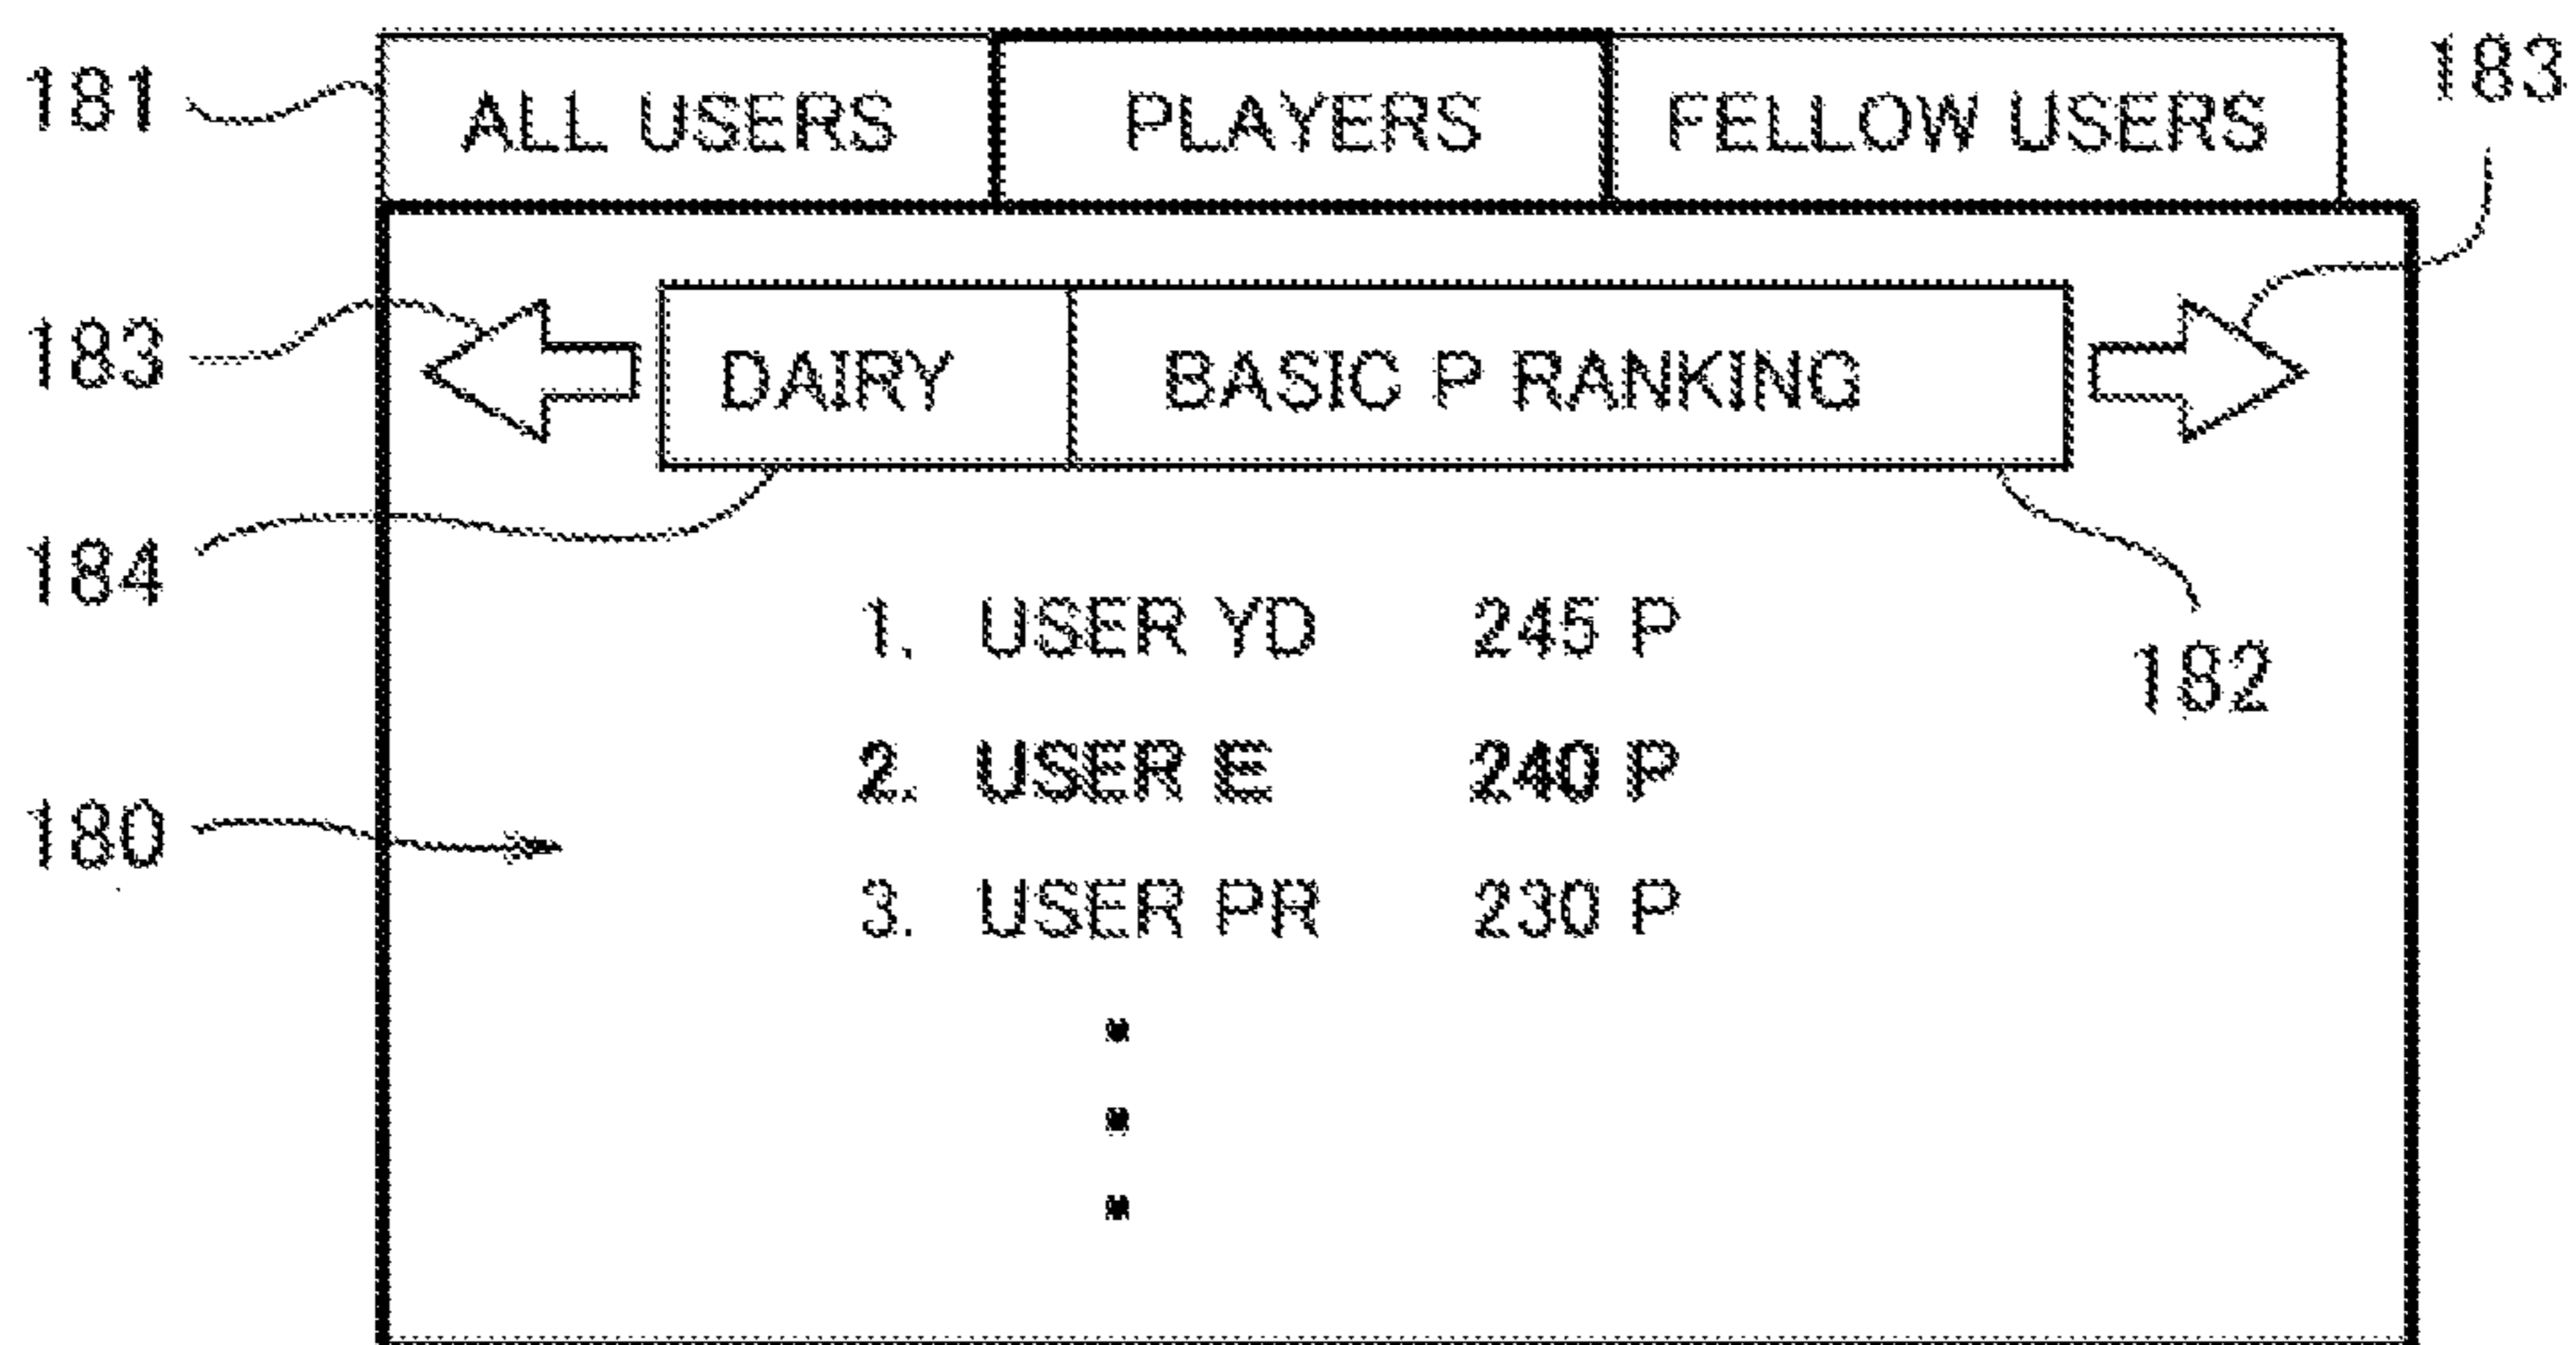 181 ALL USERS PLAYERS FELLOW USERS 183
183 DAIRY BASIC P RANKING
184
1. USER YD 245 P
182
2. USER E 240 P
180
3. USER PR 230 P